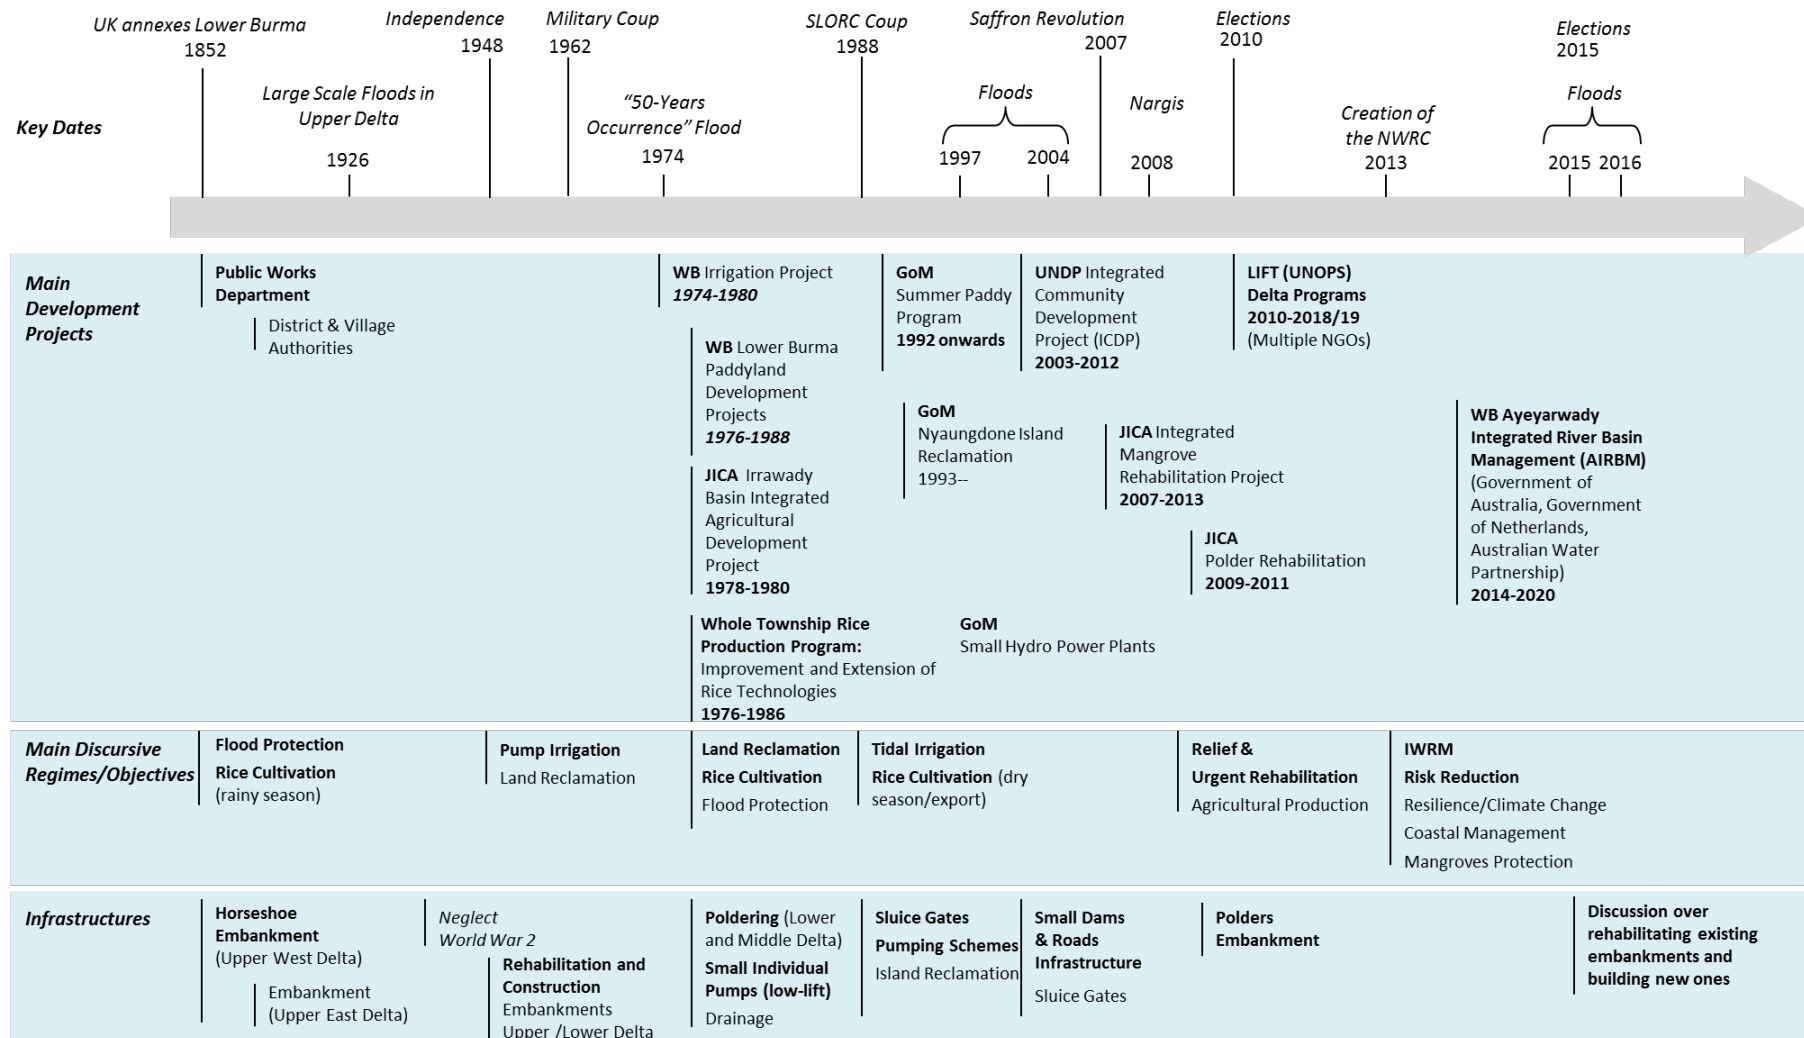 UK annexes Lower Burma
1852
Independence
1948
Military Coup
1962
SLORC Coup
1988
Saffron Revolution
2007
Elections
2010
Elections
2015
Key Dates
Large Scale Floods in
Upper Delta
1926
“50-Years
Occurrence” Flood
1974
Floods
1997
2004
Nargis
2008
Creation of
the NWRC
2013
Floods
2015
2016
Main
Development
Projects
Public Works
Department
District & Village
Authorities
WB Irrigation Project
1974-1980
WB Lower Burma
Paddyland
Development
Projects
1976-1988
JICA Irrawady
Basin Integrated
Agricultural
Development
Project
1978-1980
Whole Township Rice
Production Program:
Improvement and Extension of
Rice Technologies
1976-1986
GoM
Summer Paddy
Program
1992 onwards
GoM
Nyaungdone Island
Reclamation
1993--
GoM
Small Hydro Power Plants
UNDP Integrated
Community
Development
Project (ICDP)
2003-2012
JICA Integrated
Mangrove
Rehabilitation Project
2007-2013
JICA
Polder Rehabilitation
2009-2011
LIFT (UNOPS)
Delta Programs
2010-2018/19
(Multiple NGOs)
WB Ayeyarwady
Integrated River Basin
Management (AIRBM)
(Government of
Australia, Government
of Netherlands,
Australian Water
Partnership)
2014-2020
Main Discursive
Regimes/Objectives
Flood Protection
Rice Cultivation
(rainy season)
Pump Irrigation
Land Reclamation
Land Reclamation
Rice Cultivation
Flood Protection
Tidal Irrigation
Rice Cultivation (dry
season/export)
Relief &
Urgent Rehabilitation
Agricultural Production
IWRM
Risk Reduction
Resilience/Climate Change
Coastal Management
Mangroves Protection
Infrastructures
Horseshoe
Embankment
(Upper West Delta)
Embankment
(Upper East Delta)
Neglect
World War 2
Rehabilitation and
Construction
Embankments
Upper /Lower Delta
Poldering (Lower
and Middle Delta)
Small Individual
Pumps (low-lift)
Drainage
Sluice Gates
Pumping Schemes
Island Reclamation
Small Dams
& Roads
Infrastructure
Sluice Gates
Polders
Embankment
Discussion over
rehabilitating existing
embankments and
building new ones